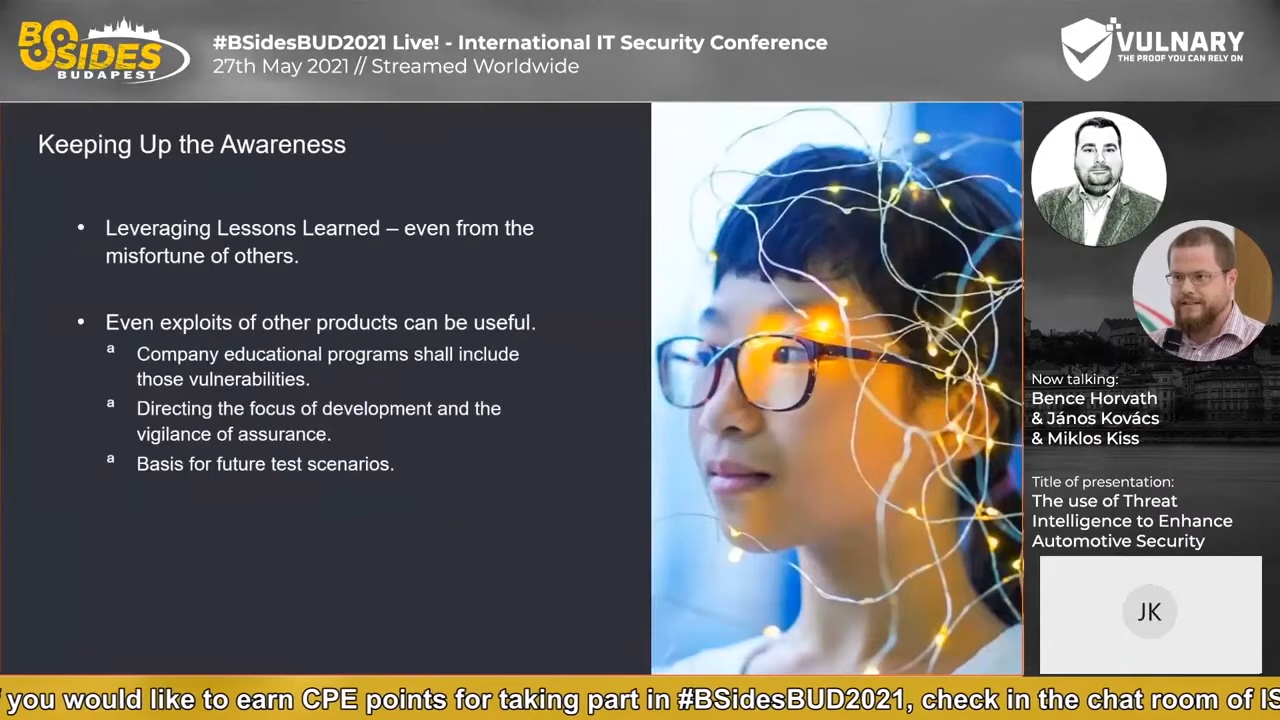 BSIDES
BUDAPEST
#BSidesBUD2021 Live! - International IT Security Conference
27th May 2021 // Streamed Worldwide
VULNARY
THE PROOF YOU CAN RELY ON
Keeping Up the Awareness
• Leveraging Lessons Learned – even from the
misfortune of others.
• Even exploits of other products can be useful.
a Company educational programs shall include
those vulnerabilities.
a Directing the focus of development and the
vigilance of assurance.
a Basis for future test scenarios.
Now talking:
Bence Horvath
& János Kovács
& Miklos Kiss
Title of presentation:
The use of Threat
Intelligence to Enhance
Automotive Security
JK
you would like to earn CPE points for taking part in #BSidesBUD2021, check in the chat room of IS